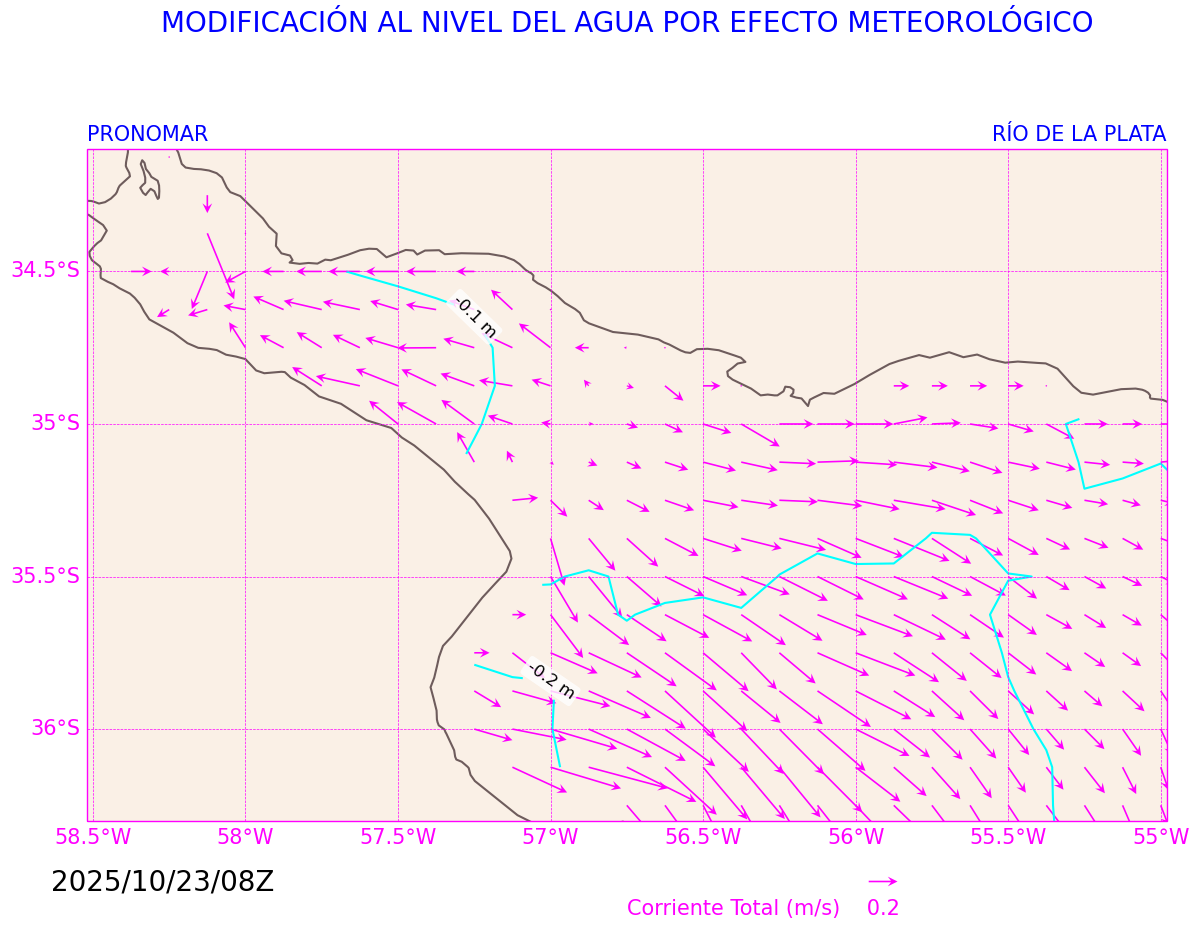 MODIFICACIÓN AL NIVEL DEL AGUA POR EFECTO METEOROLÓGICO
PRONOMAR
RÍO DE LA PLATA
34.5°S
-0.1 m
35°S
35.5°S
-0.2 m
36°S
58.5°W 58°W 57.5°W 57°W 56.5°W 56°W 55.5°W 55°W
2025/10/23/08Z
Corriente Total (m/s) 0.2